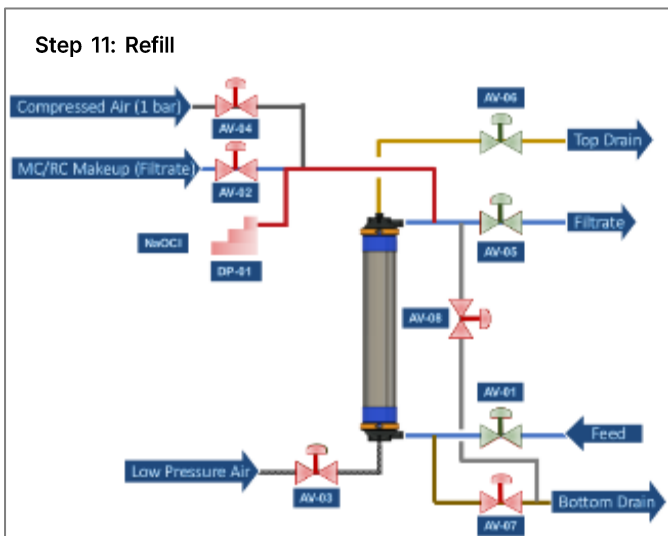 Step 11: Refill
AV-06
Compressed Air (1 bar)
AV-04
Top Drain
MC/RC Makeup (Filtrate)
AV-02
Filtrate
NaOCl
AV-05
DP-01
AV-08
AV-01
Feed
Low Pressure Air
AV-03
Bottom Drain
AV-07